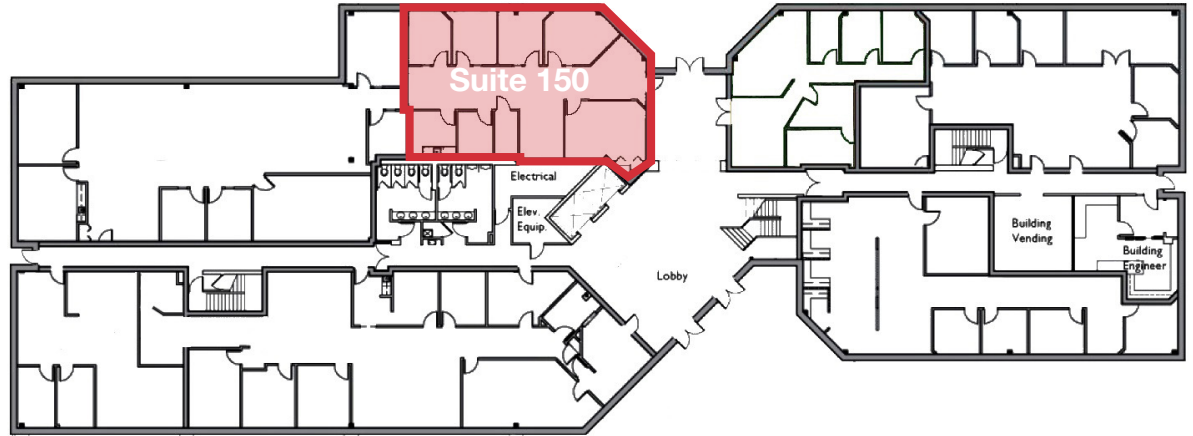 Suite 150
Electrical
Elev.
Equip.
Building
Vending
Building
Engineer
Lobby